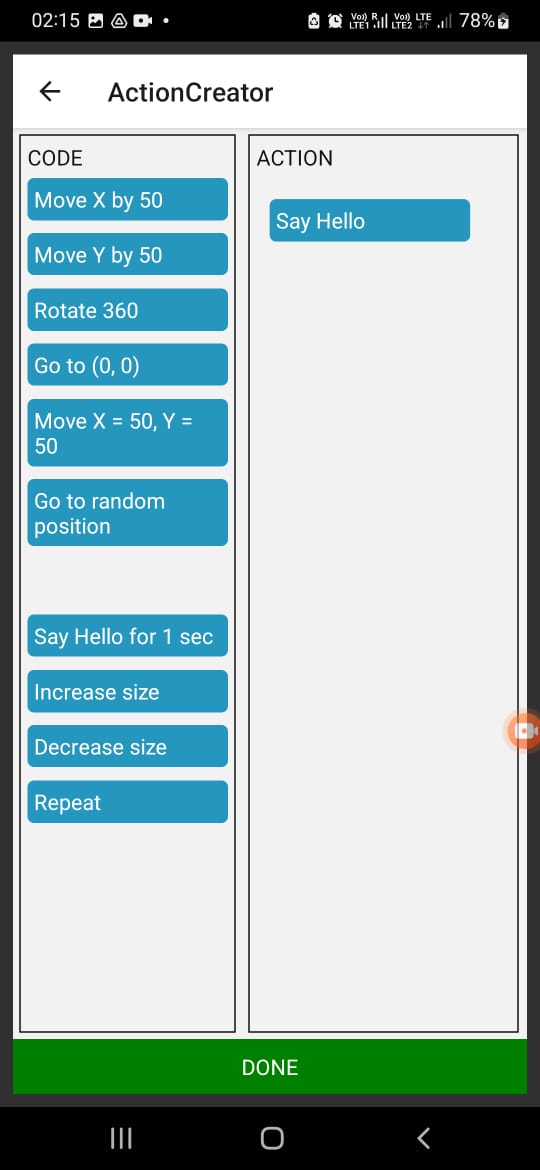 02:15
Vo) R Vo) LTE 78%
LTE1 LTE2
ActionCreator
CODE
Move X by 50
Move Y by 50
Rotate 360
Go to (0, 0)
Move X = 50, Y =
50
Go to random
position
Say Hello for 1 sec
Increase size
Decrease size
Repeat
ACTION
Say Hello
DONE